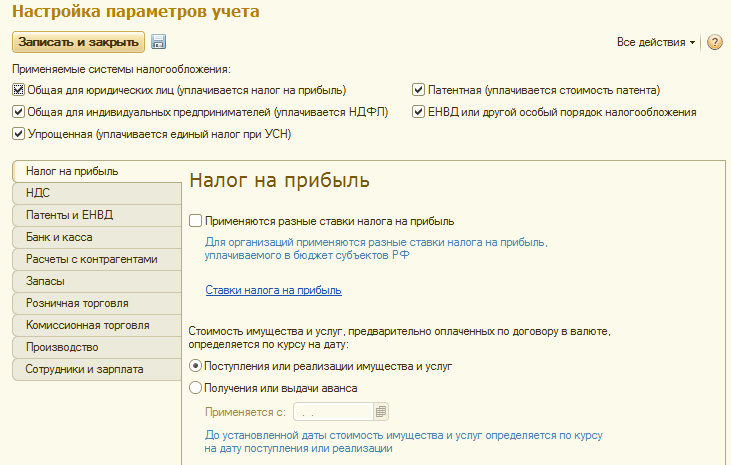 Настройка параметров учета
Записать и закрыть
Все действия
?
Применяемые системы налогообложения:
Общая для юридических лиц (уплачивается налог на прибыль)
Патентная (уплачивается стоимость патента)
Общая для индивидуальных предпринимателей (уплачивается НДФЛ)
ЕНВД или другой особый порядок налогообложения
Упрощенная (уплачивается единый налог при УСН)
Налог на прибыль
НДС
Патенты и ЕНВД
Банк и касса
Расчеты с контрагентами
Запасы
Розничная торговля
Комиссионная торговля
Производство
Сотрудники и зарплата
Налог на прибыль
Применяются разные ставки налога на прибыль
Для организаций применяются разные ставки налога на прибыль,
уплачиваемого в бюджет субъектов РФ
Ставки налога на прибыль
Стоимость имущества и услуг, предварительно оплаченных по договору в валюте,
определяется по курсу на дату:
Поступления или реализации имущества и услуг
Получения или выдачи аванса
Применяется с: . .
До установленной даты стоимость имущества и услуг определяется по курсу
на дату поступления или реализации